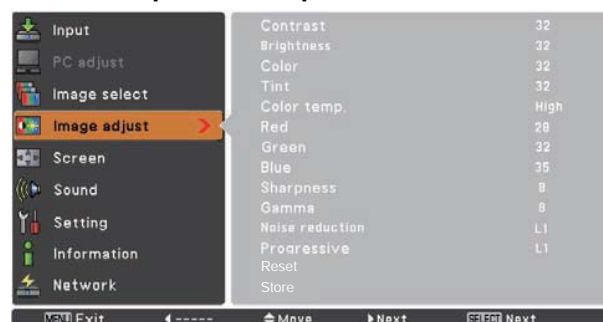 Input
PC adjust
Image select
Image adjust
Screen
Sound
Setting
Information
Network
Contrast 32
Brightness 32
Color 32
Tint 32
Color temp. High
Red 29
Green 32
Blue 35
Sharpness 8
Gamma 8
Noise reduction L1
Progressive L1
Reset
Store
MENU Exit ----- Move Next SELECT Next